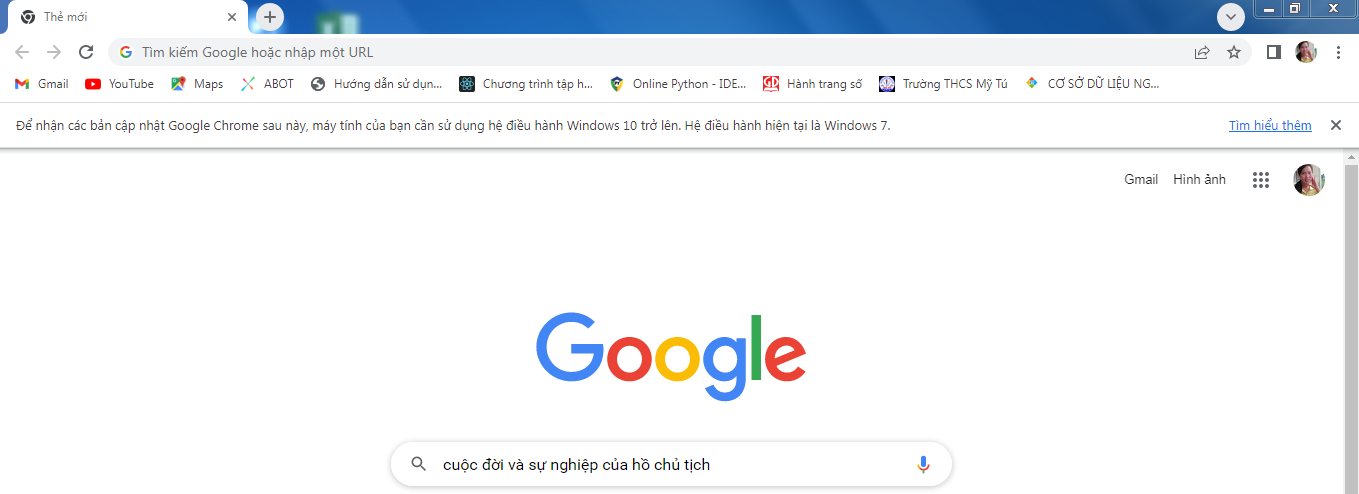 Thẻ mới
Tìm kiếm Google hoặc nhập một URL
Gmail YouTube Maps ABOT Hướng dẫn sử dụn... Chương trình tập h... Online Python - IDE... Hành trang số Trường THCS Mỹ Tú CƠ SỞ DỮ LIỆU NG...
Để nhận các bản cập nhật Google Chrome sau này, máy tính của bạn cần sử dụng hệ điều hành Windows 10 trở lên. Hệ điều hành hiện tại là Windows 7. Tìm hiểu thêm
Gmail Hình ảnh
Google
cuộc đời và sự nghiệp của hồ chủ tịch